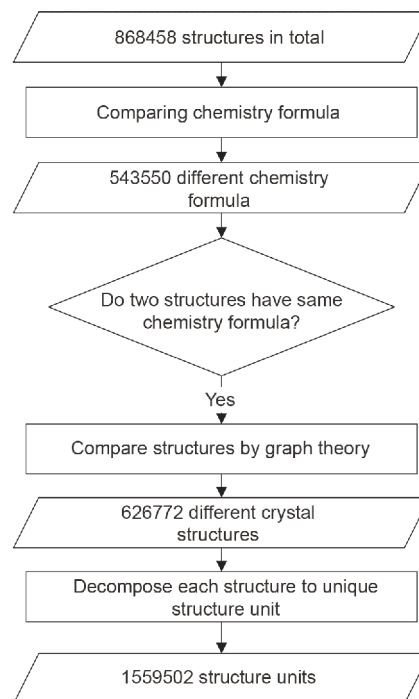 868458 structures in total
Comparing chemistry formula
543550 different chemistry
formula
Do two structures have same
chemistry formula?
Yes
Compare structures by graph theory
626772 different crystal
structures
Decompose each structure to unique
structure unit
1559502 structure units